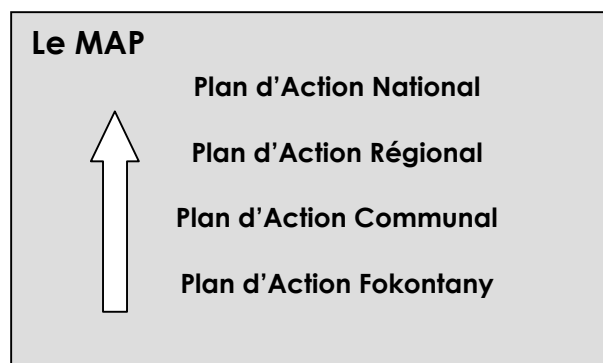 Le MAP
Plan d’Action National
Plan d’Action Régional
Plan d’Action Communal
Plan d’Action Fokontany